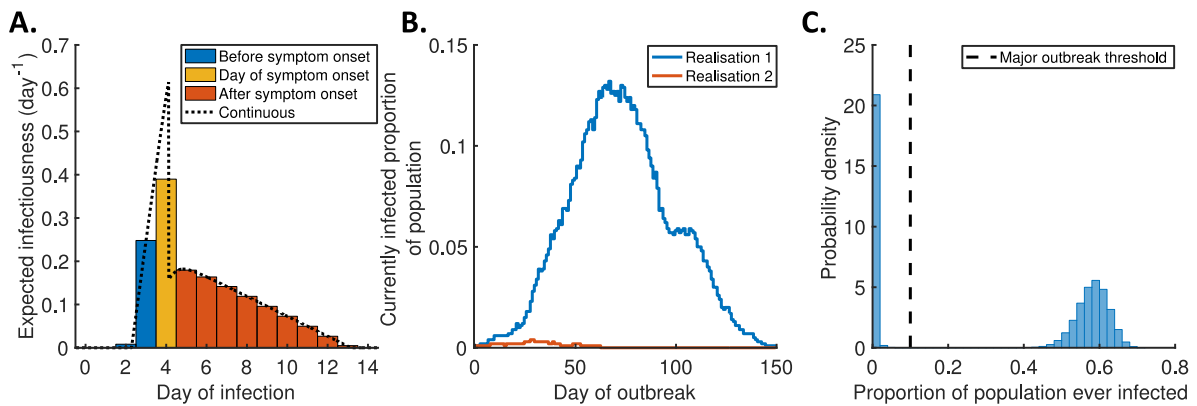 A.
Expected infectiousness (day-1)
0.7
0.6
0.5
0.4
0.3
0.2
0.1
0
0 2 4 6 8 10 12 14
Day of infection
Before symptom onset
Day of symptom onset
After symptom onset
Continuous
B.
Currently infected proportion
of population
0.15
0.1
0.05
0
0 50 100 150
Day of outbreak
Realisation 1
Realisation 2
C.
Probability density
25
20
15
10
5
0
0 0.2 0.4 0.6 0.8
Proportion of population ever infected
Major outbreak threshold